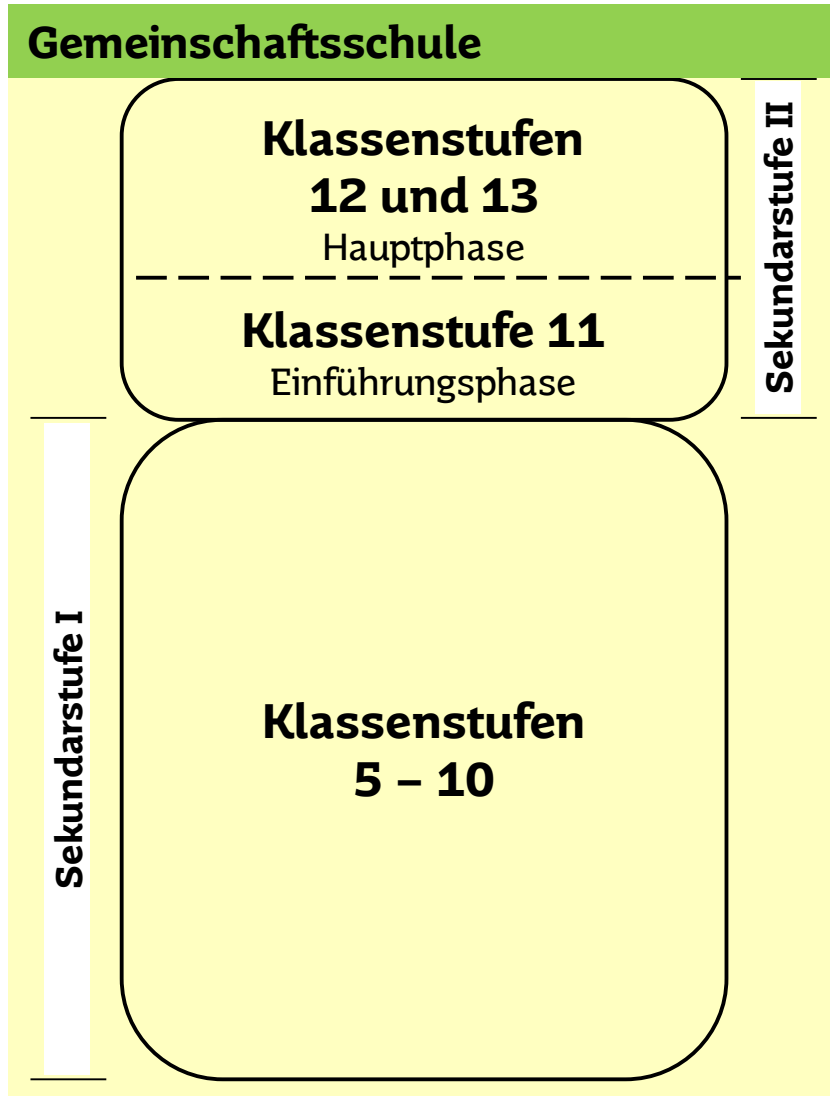 Gemeinschaftsschule
Klassenstufen
12 und 13
Hauptphase
Klassenstufe 11
Einführungsphase
Sekundarstufe II
Klassenstufen
5 – 10
Sekundarstufe I